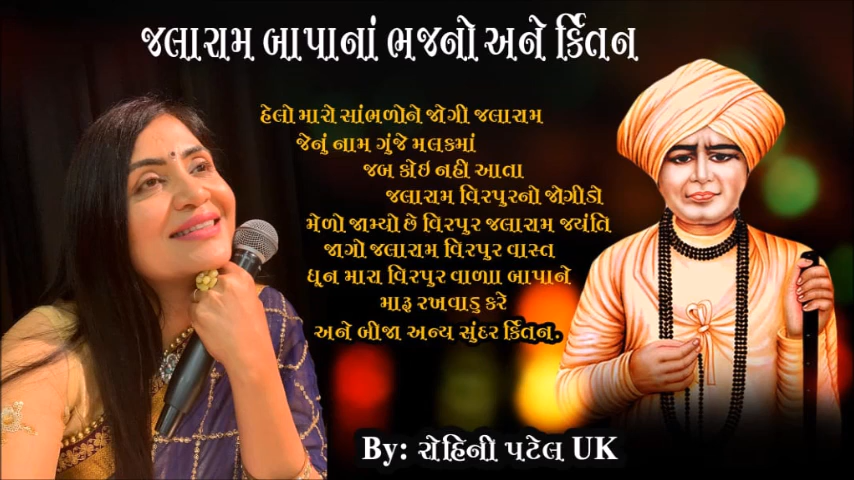 જલારામ બાપાનાં ભજનો અને ર્કિતન
હેલો મારો સાંભળોને જોગી જલારામ
જેનું નામ ગુંજે મલકમાં
જબ કોઇ નહી આતા
જલારામ વિરપુરનો જોગીડો
મેળો જામ્યો છે વિરપુર જલારામ જયંતિ
જાગો જલારામ વિરપુર વાસ્ત
ધૂન મારા વિરપુર વાળાા બાપાને
મારૂ રખવાડુ કરે
અને બીજા અન્ય સુંદર ર્કિતન.
By: રોહિની પટેલ UK